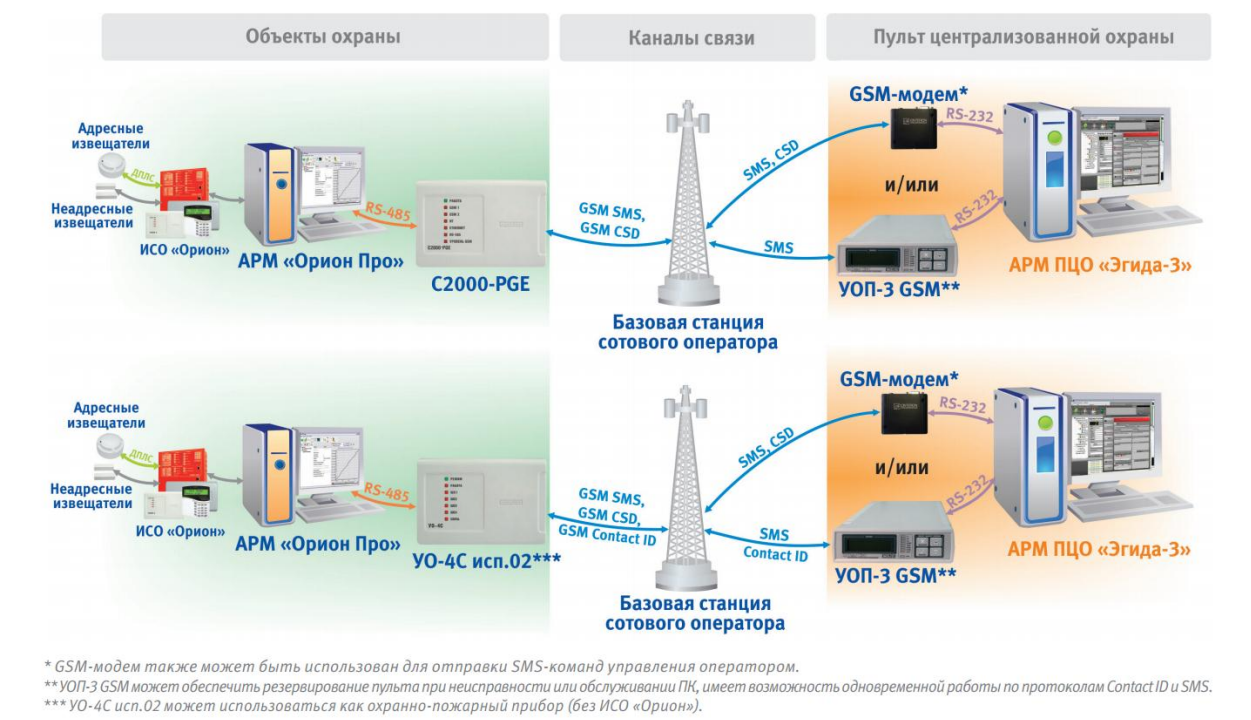 Объекты охраны
Каналы связи
Пульт централизованной охраны
Адресные
извещатели
ДПЛС
Неадресные
извещатели
ИСО «Орион»
АРМ «Орион Про»
RS-485
С2000-PGE
С2000-PGE
GSM SMS,
GSM CSD
SMS, CSD
SMS
Базовая станция
сотового оператора
GSM-модем*
RS-232
и/или
RS-232
УОП-3 GSM**
АРМ ПЦО «Эгида-3»
Адресные
извещатели
ДПЛС
Неадресные
извещатели
ИСО «Орион»
АРМ «Орион Про»
RS-485
УО-4С
УО-4С исп.02***
GSM SMS,
GSM CSD,
GSM Contact ID
SMS, CSD
SMS
Contact ID
Базовая станция
сотового оператора
GSM-модем*
RS-232
и/или
RS-232
УОП-3 GSM**
АРМ ПЦО «Эгида-3»
* GSM-модем также может быть использован для отправки SMS-команд управления оператором.
** УОП-3 GSM может обеспечить резервирование пульта при неисправности или обслуживании ПК, имеет возможность одновременной работы по протоколам Contact ID и SMS.
*** УО-4С исп.02 может использоваться как охранно-пожарный прибор (без ИСО «Орион»).